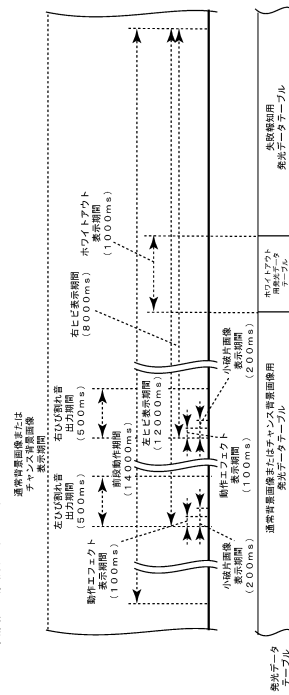 通常背景画像または
チャンス背景画像
表示期間
左ひび割れ音
出力期間
(500ms)
右ひび割れ音
出力期間
(500ms)
動作エフェクト
表示期間
(100ms)
前段動作期間
(14000ms)
左ヒビ表示期間
(12000ms)
右ヒビ表示期間
(8000ms)
ホワイトアウト
表示期間
(1000ms)
小破片画像
表示期間
(200ms)
動作エフェクト
表示期間
(100ms)
小破片画像
表示期間
(200ms)
発光データ
テーブル
通常背景画像またはチャンス背景画像用
発光データテーブル
ホワイトアウト
用発光データ
テーブル
失敗報知用
発光データテーブル